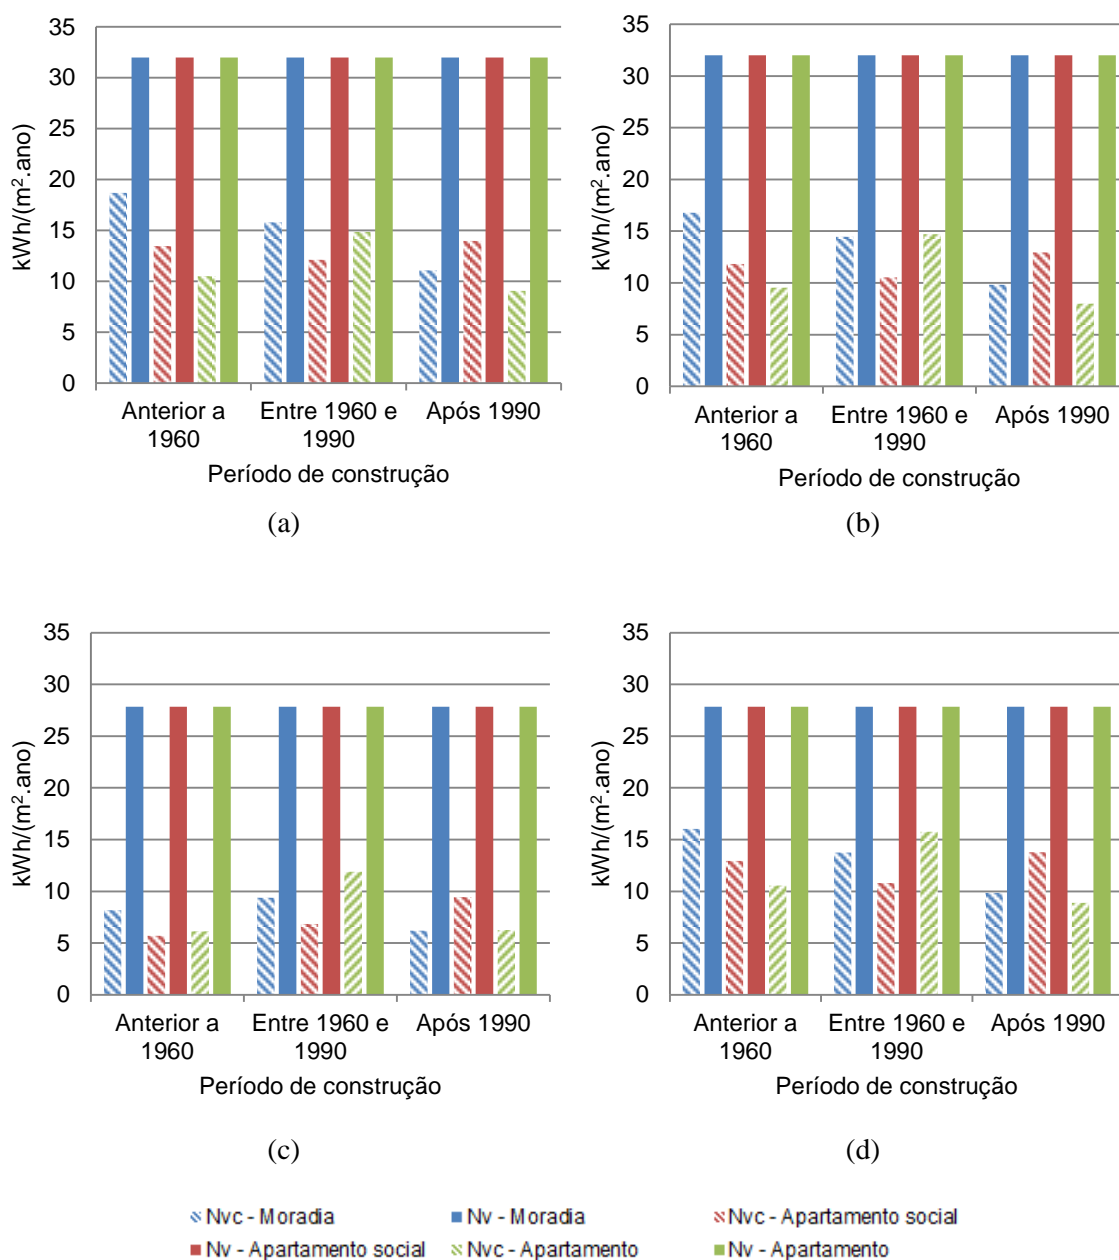 35
30
25
20
15
10
5
0
kWh/(m².ano)
Anterior a
1960
Entre 1960 e
1990
Após 1990
Período de construção
(a)
35
30
25
20
15
10
5
0
kWh/(m².ano)
Anterior a
1960
Entre 1960 e
1990
Após 1990
Período de construção
(b)
35
30
25
20
15
10
5
0
kWh/(m².ano)
Anterior a
1960
Entre 1960 e
1990
Após 1990
Período de construção
(c)
35
30
25
20
15
10
5
0
kWh/(m².ano)
Anterior a
1960
Entre 1960 e
1990
Após 1990
Período de construção
(d)
Nvc - Moradia
Nv - Moradia
Nvc - Apartamento social
Nv - Apartamento social
Nvc - Apartamento
Nv - Apartamento